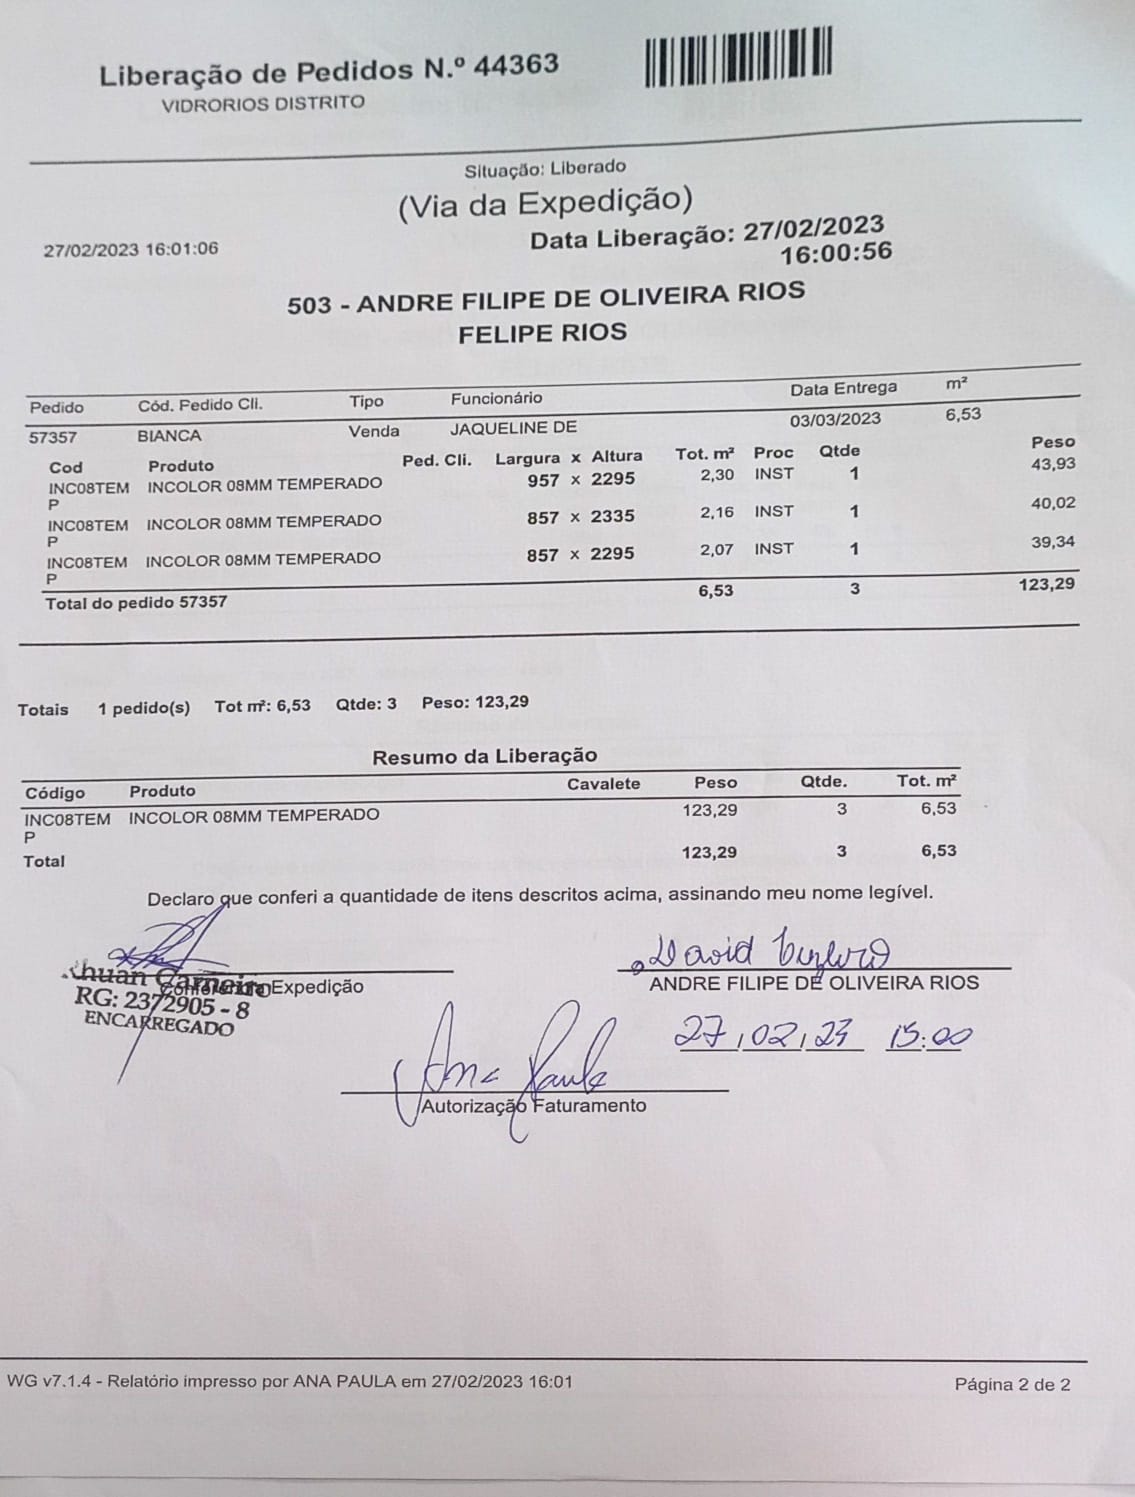 Liberação de Pedidos N.º 44363
VIDRORIOS DISTRITO
Situação: Liberado
(Via da Expedição)
27/02/2023 16:01:06
Data Liberação: 27/02/2023
16:00:56
503 - ANDRE FILIPE DE OLIVEIRA RIOS
FELIPE RIOS
Pedido Cód. Pedido Cli. Tipo Funcionário Data Entrega m²
57357 BIANCA Venda JAQUELINE DE 03/03/2023 6,53
Cod Produto Ped. Cli. Largura x Altura Tot. m² Proc Qtde Peso
INC08TEM INCOLOR 08MM TEMPERADO 957 x 2295 2,30 INST 1 43,93
P
INC08TEM INCOLOR 08MM TEMPERADO 857 x 2335 2,16 INST 1 40,02
P
INC08TEM INCOLOR 08MM TEMPERADO 857 x 2295 2,07 INST 1 39,34
P
Total do pedido 57357 6,53 3 123,29
Totais 1 pedido(s) Tot m²: 6,53 Qtde: 3 Peso: 123,29
Resumo da Liberação
Código Produto Cavalete Peso Qtde. Tot. m²
INC08TEM INCOLOR 08MM TEMPERADO 123,29 3 6,53
P
Total 123,29 3 6,53
Declaro que conferi a quantidade de itens descritos acima, assinando meu nome legível.
David
Khuan Carneiro Expedição
ANDRE FILIPE DE OLIVEIRA RIOS
RG: 2372905 - 8
ENCARREGADO
27/02/23 15:00
Ana Paula
Autorização Faturamento
WG v7.1.4 - Relatório impresso por ANA PAULA em 27/02/2023 16:01
Página 2 de 2